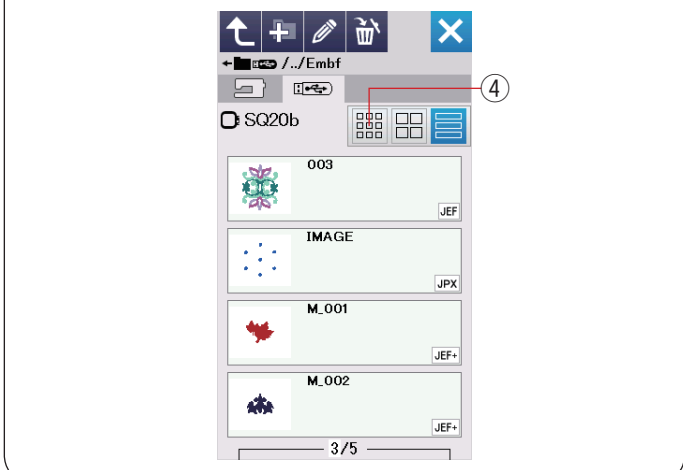 /../Embf
④
SQ20b
003
JEF
IMAGE
JPX
M_001
JEF+
M_002
JEF+
3/5